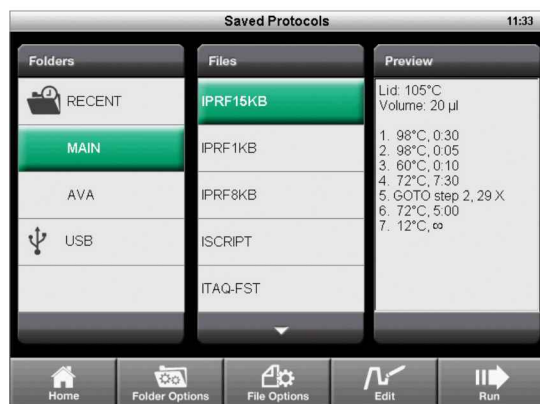 Saved Protocols
11:33
Folders
RECENT
MAIN
AVA
USB
Files
IPRF15KB
IPRF1KB
IPRF8KB
ISCRIPT
ITAQ-FST
Preview
Lid: 105°C
Volume: 20 µl
1. 98°C, 0:30
2. 98°C, 0:05
3. 60°C, 0:10
4. 72°C, 7:30
5. GOTO step 2, 29 X
6. 72°C, 5:00
7. 12°C, ∞
Home
Folder Options
File Options
Edit
Run